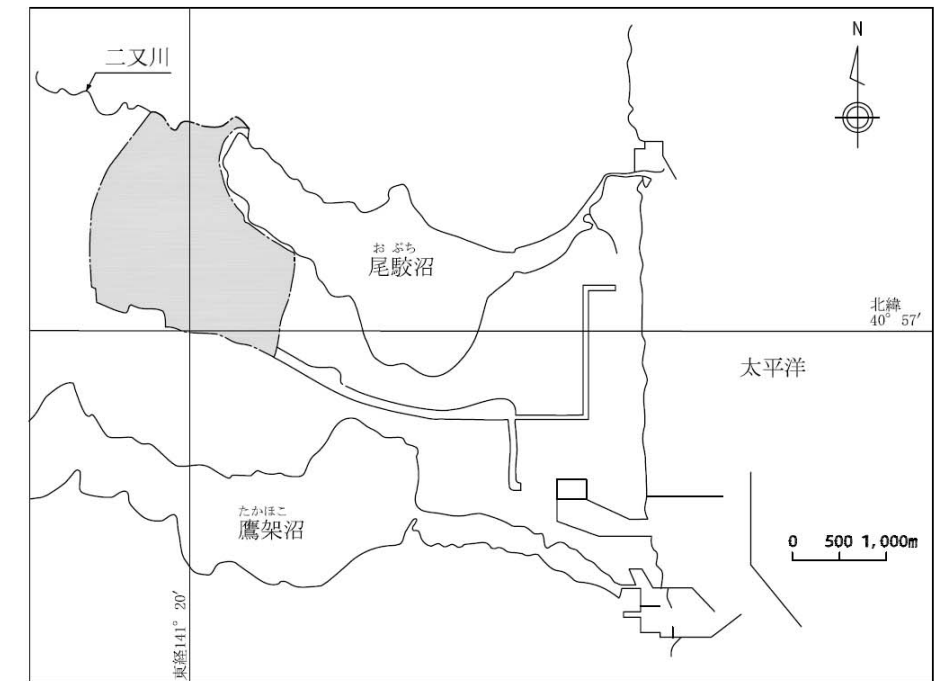 二又川
N
おぶち
尾駮沼
北緯
40° 57′
太平洋
たかほこ
鷹架沼
0 500 1,000m
東経141° 20′